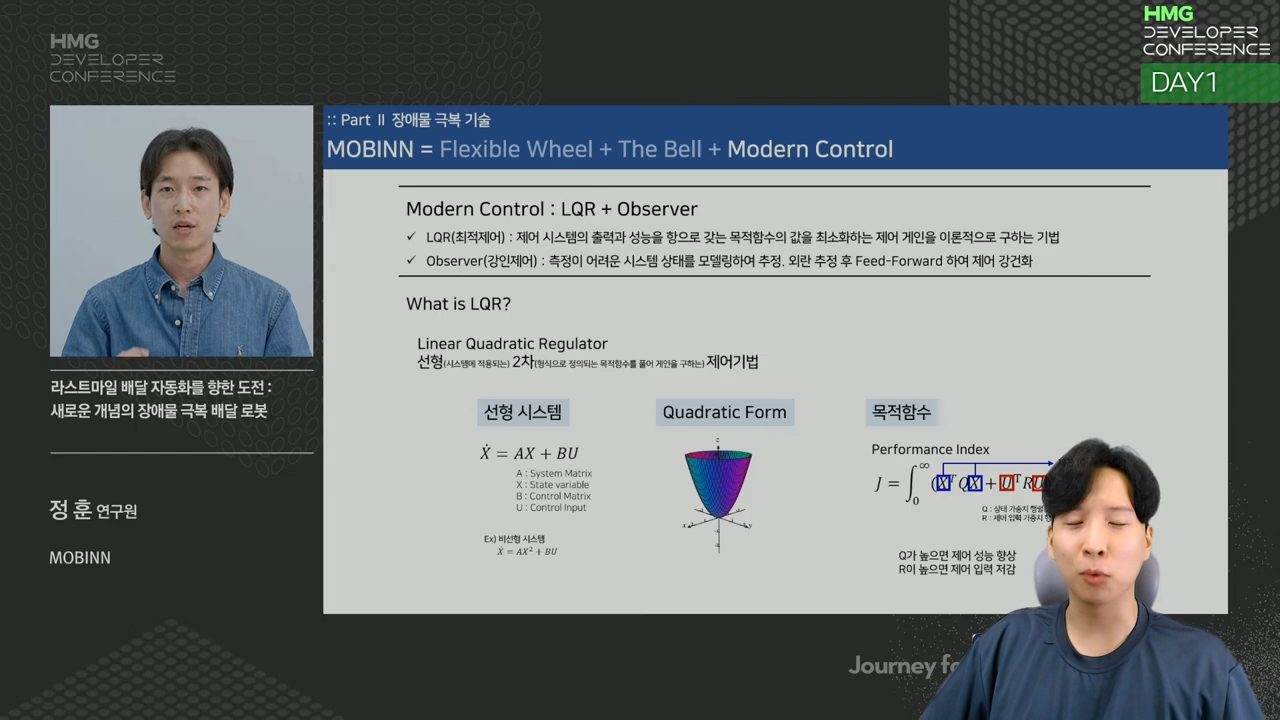 HMG
DEVELOPER
CONFERENCE
HMG
DEVELOPER
CONFERENCE
DAY1
:: Part Ⅱ 장애물 극복 기술
MOBINN = Flexible Wheel + The Bell + Modern Control
Modern Control : LQR + Observer
✓ LQR(최적제어) : 제어 시스템의 출력과 성능을 항으로 갖는 목적함수의 값을 최소화하는 제어 게인을 이론적으로 구하는 기법
✓ Observer(강인제어) : 측정이 어려운 시스템 상태를 모델링하여 추정. 외란 추정 후 Feed-Forward 하여 제어 강건화
What is LQR?
Linear Quadratic Regulator
선형(시스템에 적용되는) 2차(형식으로 정의되는 목적함수를 풀어 게인을 구하는) 제어기법
선형 시스템
Ẋ = AX + BU
A : System Matrix
X : State variable
B : Control Matrix
U : Control Input
Ex) 비선형 시스템
Ẋ = AX² + BU
Quadratic Form
z
x
y
목적함수
Performance Index
J = ∫₀^∞ (XᵀQX + UᵀRU
Q : 상태 가중치 행렬
R : 제어 입력 가중치
Q가 높으면 제어 성능 향상
R이 높으면 제어 입력 저감
라스트마일 배달 자동화를 향한 도전 :
새로운 개념의 장애물 극복 배달 로봇
정 훈 연구원
MOBINN
Journey